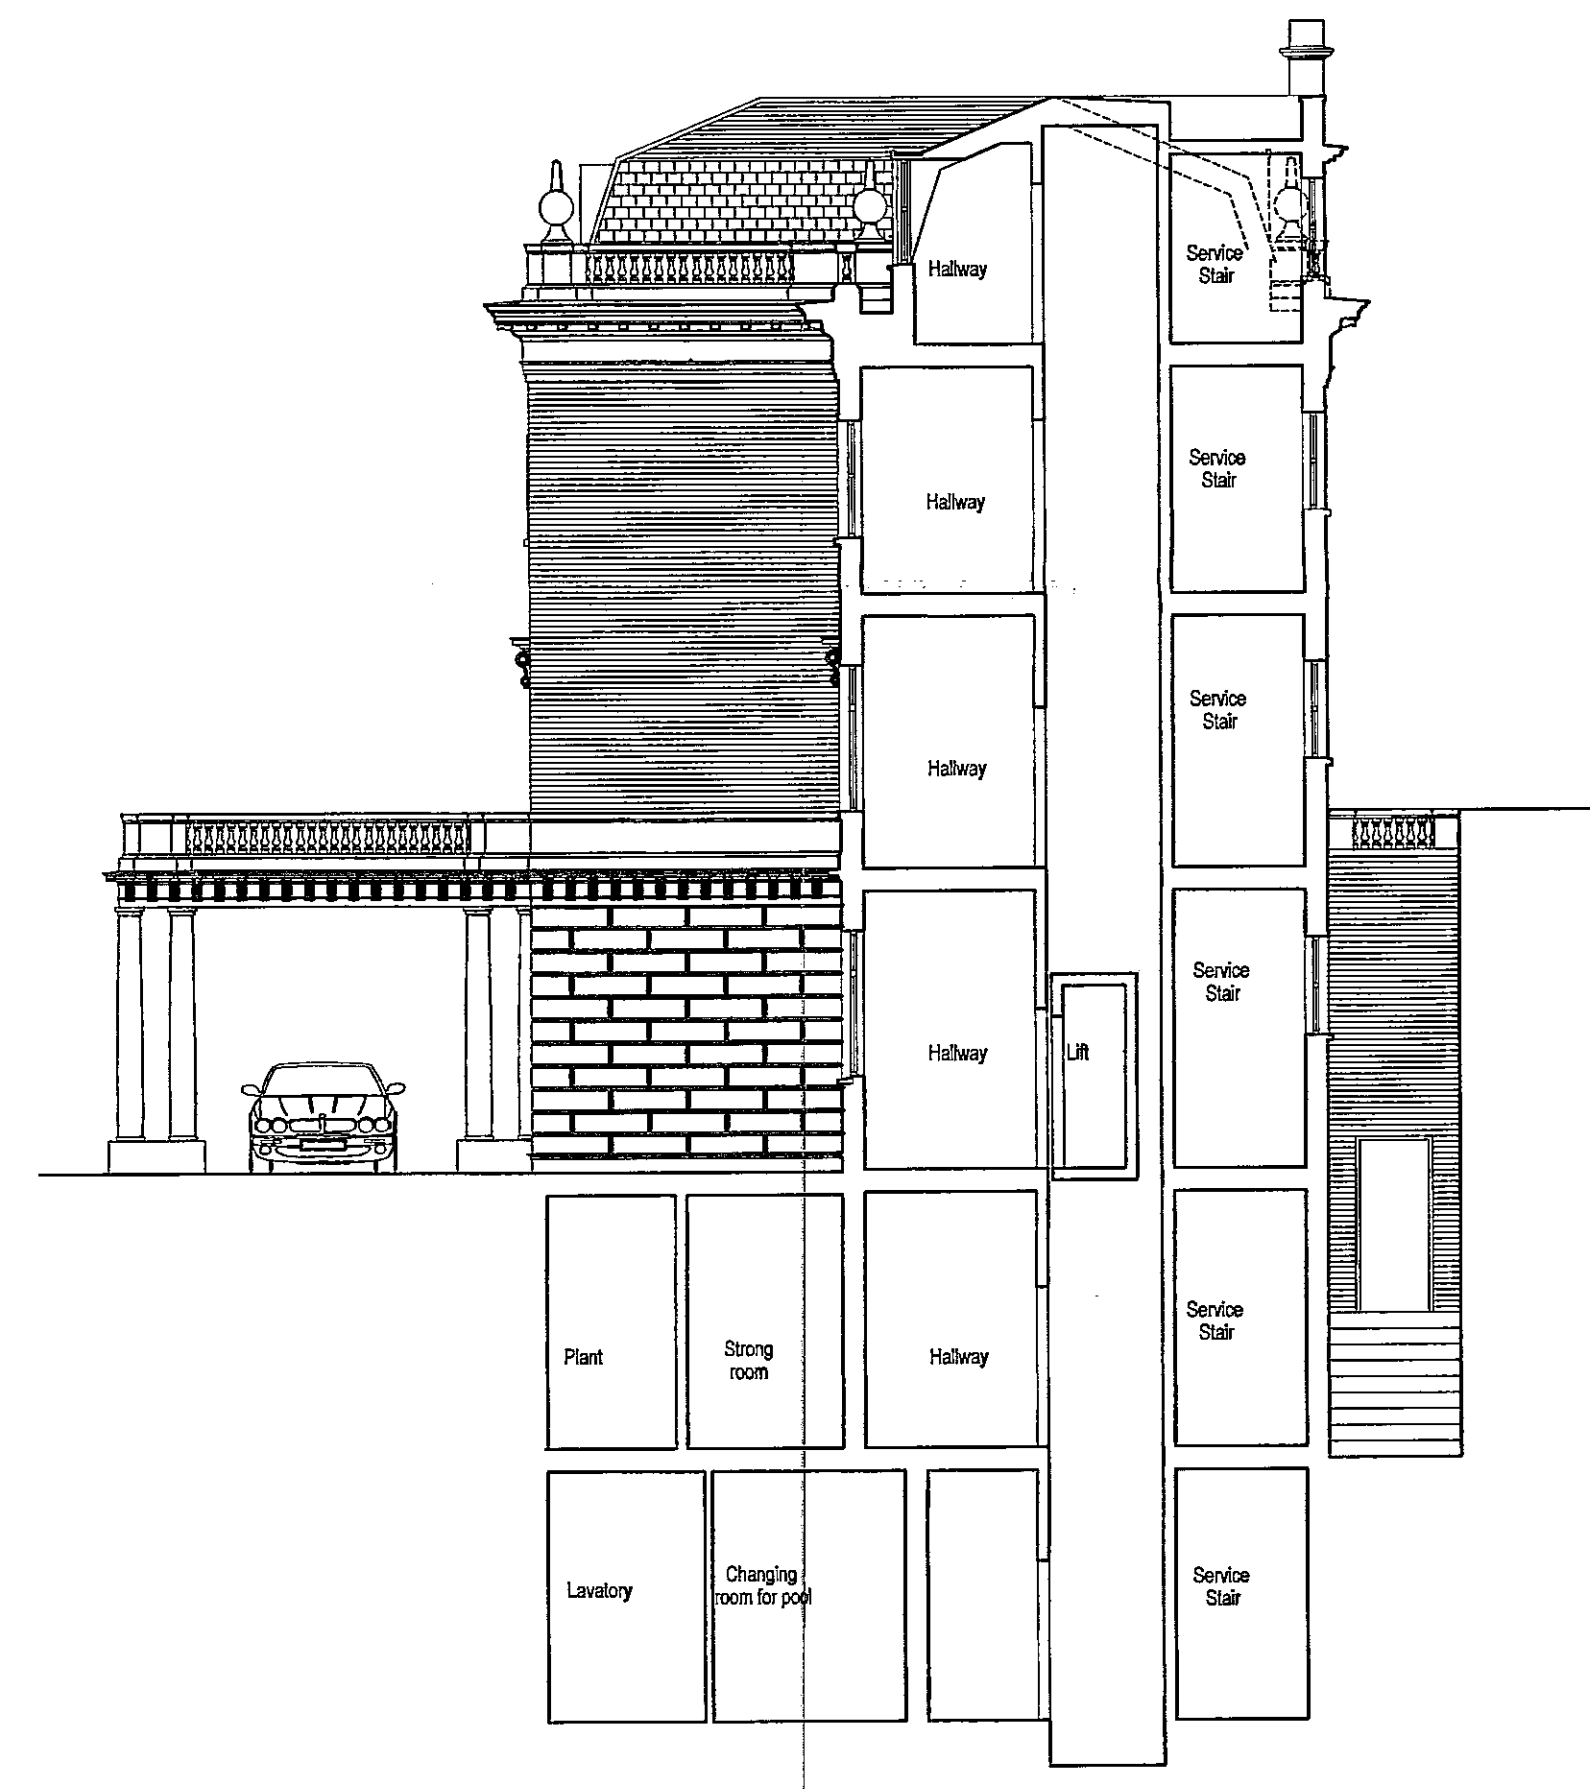 Hallway
Service
Stair
Hallway
Service
Stair
Hallway
Service
Stair
Hallway
Lift
Service
Stair
Plant
Strong
room
Hallway
Service
Stair
Lavatory
Changing
room for pool
Service
Stair